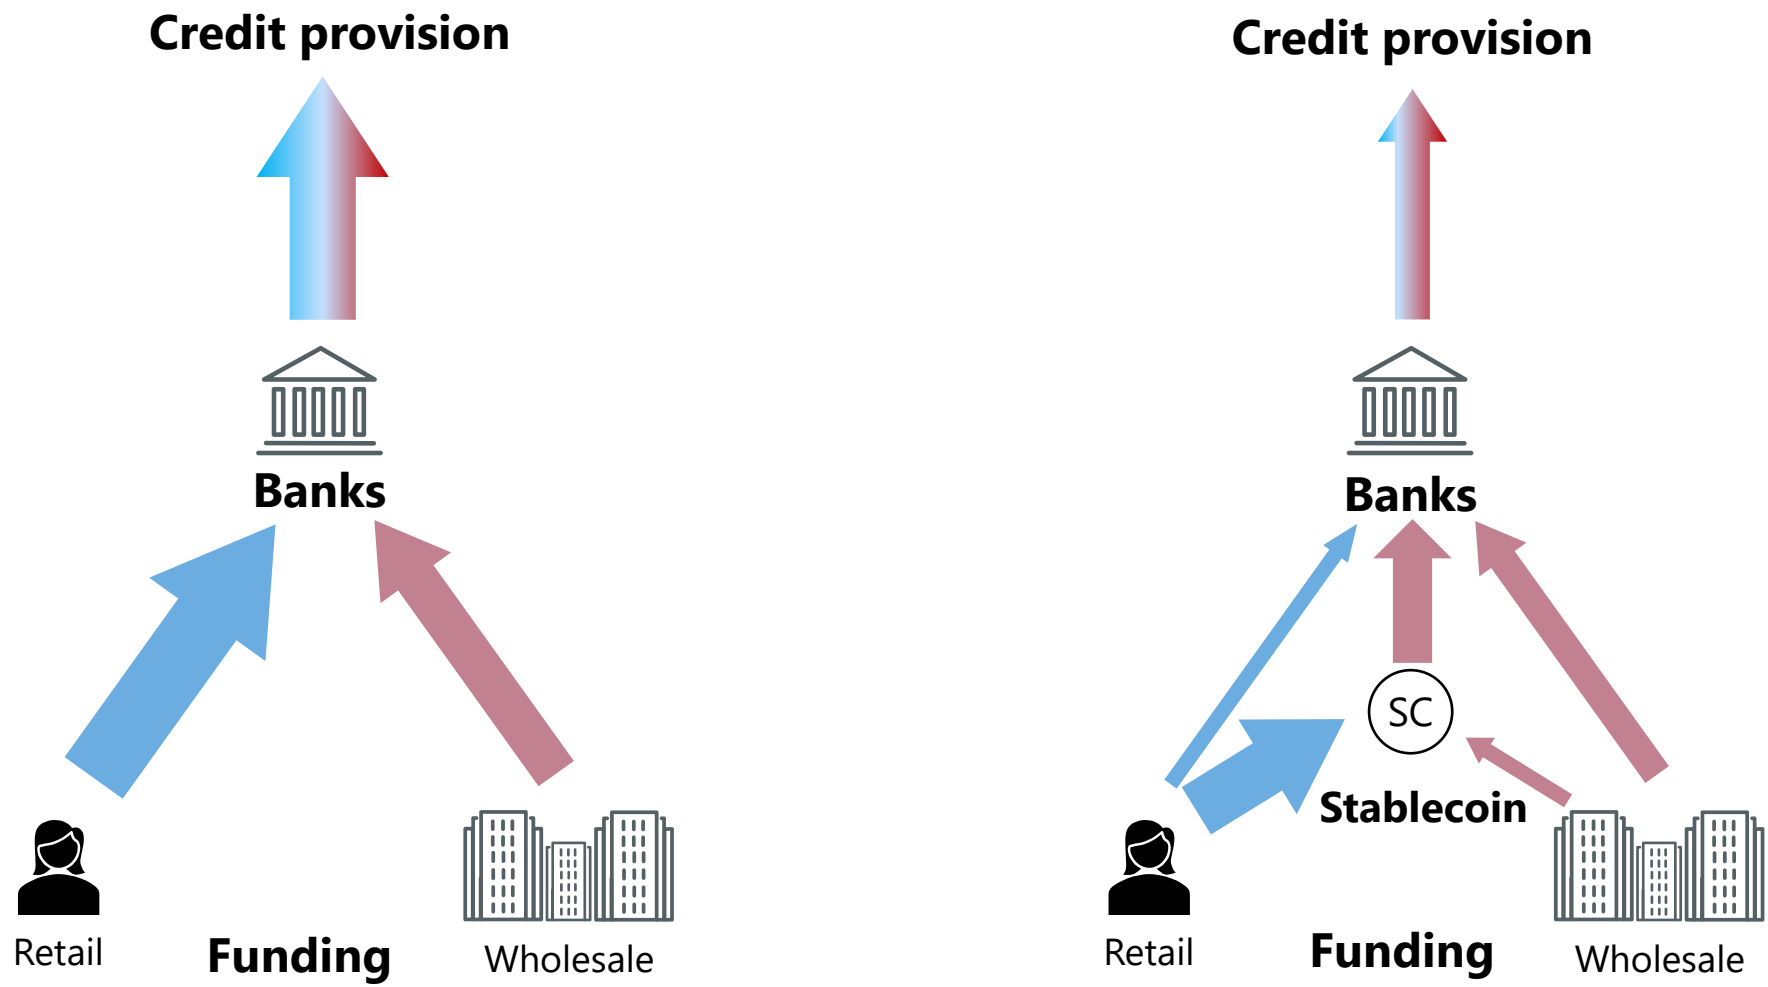 Credit provision
Banks
Retail
Funding
Wholesale
Credit provision
Banks
SC
Stablecoin
Retail
Funding
Wholesale